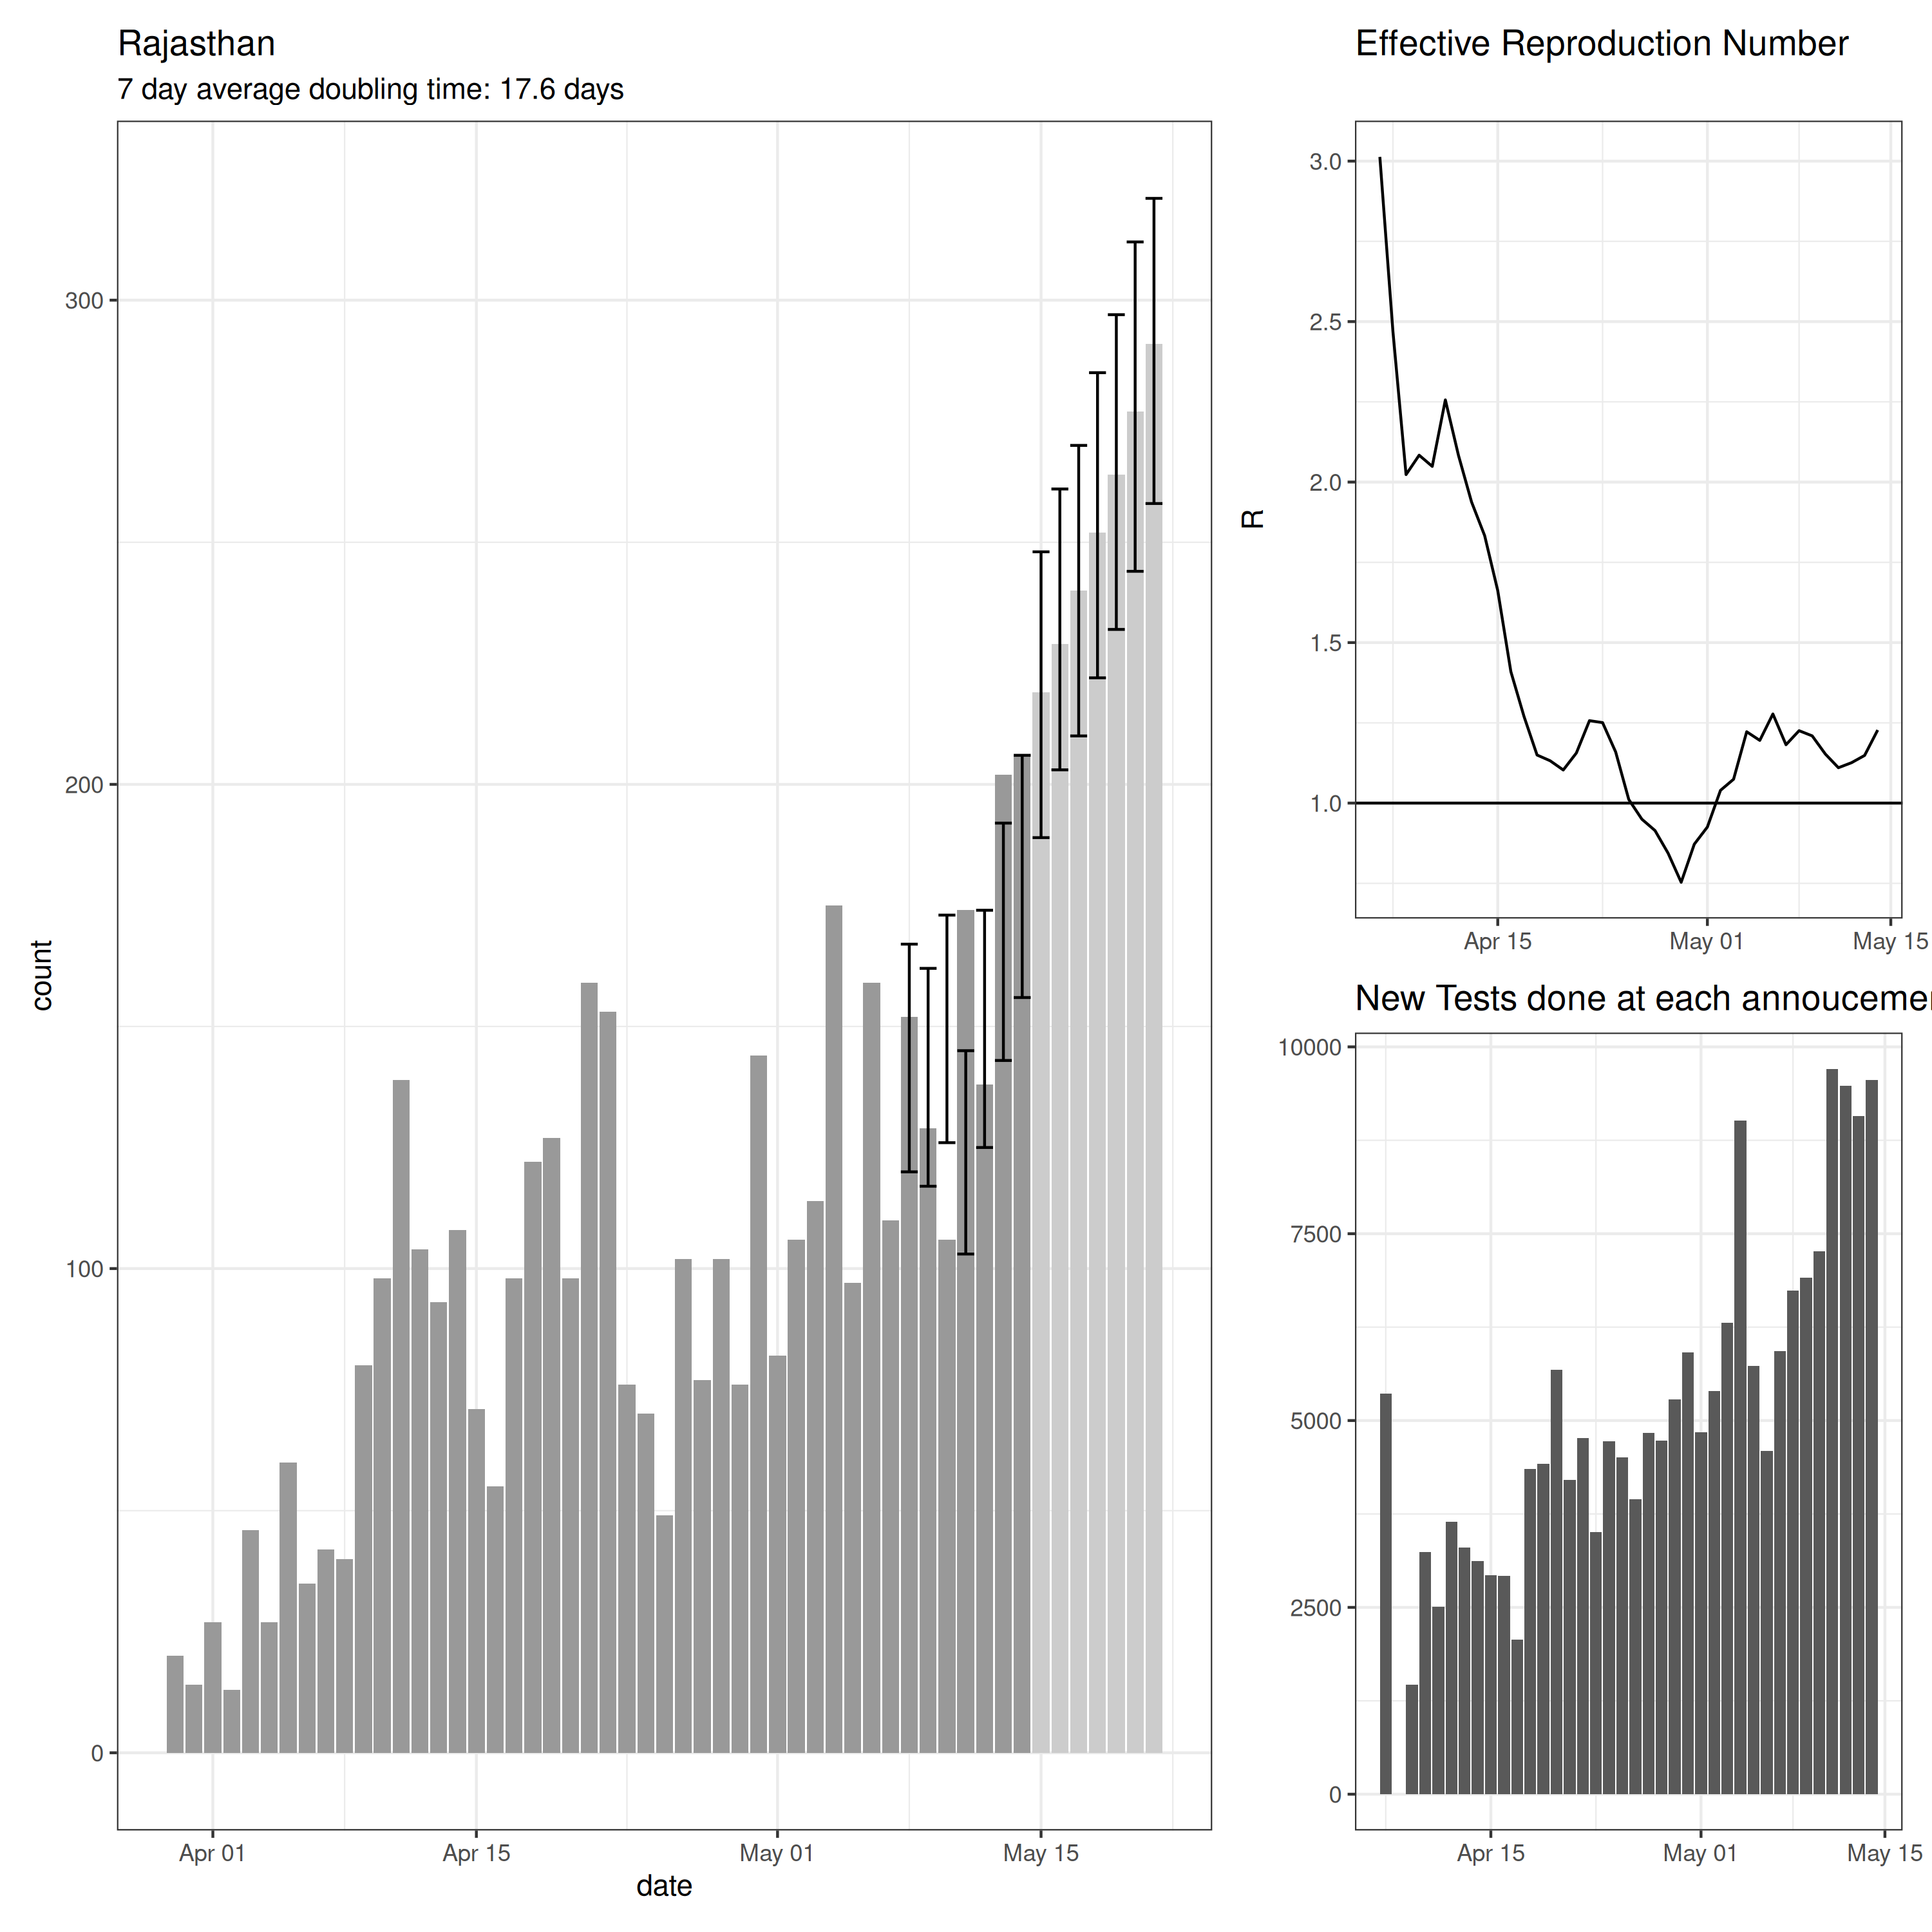 Rajasthan
7 day average doubling time: 17.6 days
count
300
200
100
0
Apr 01 Apr 15 May 01 May 15
date
Effective Reproduction Number
R
3.0
2.5
2.0
1.5
1.0
Apr 15 May 01 May 15
New Tests done at each annoucemen
10000
7500
5000
2500
0
Apr 15 May 01 May 15